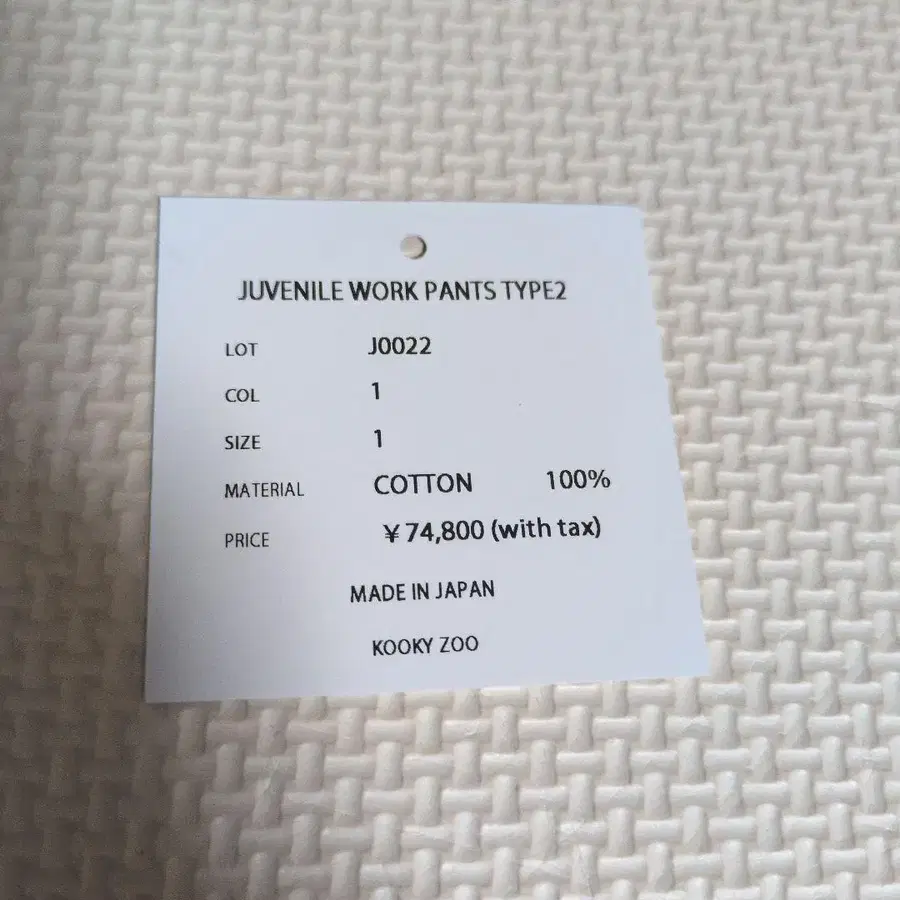 JUVENILE WORK PANTS TYPE2
LOT J0022
COL 1
SIZE 1
MATERIAL COTTON 100%
PRICE ¥74,800 (with tax)
MADE IN JAPAN
KOOKY ZOO